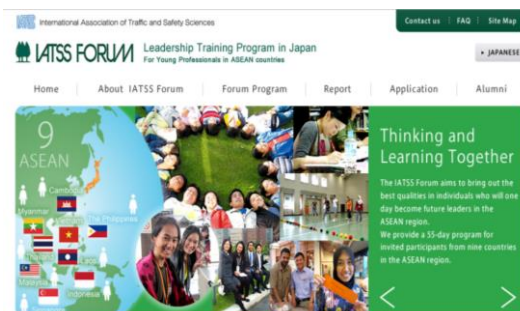 International Association of Traffic and Safety Sciences
Contact us | FAQ | Site Map
IATSS FORUM
Leadership Training Program in Japan
For Young Professionals in ASEAN countries
JAPANESE
Home
About IATSS Forum
Forum Program
Report
Application
Alumni
9
ASEAN
Cambodia
Myanmar
Vietnam
The Philippines
Thailand
Laos
Malaysia
Indonesia
Thinking and
Learning Together
The IATSS Forum aims to bring out the
best qualities in individuals who will one
day become future leaders in the
ASEAN region.
We provide a 55-day program for
invited participants from nine countries
in the ASEAN region.